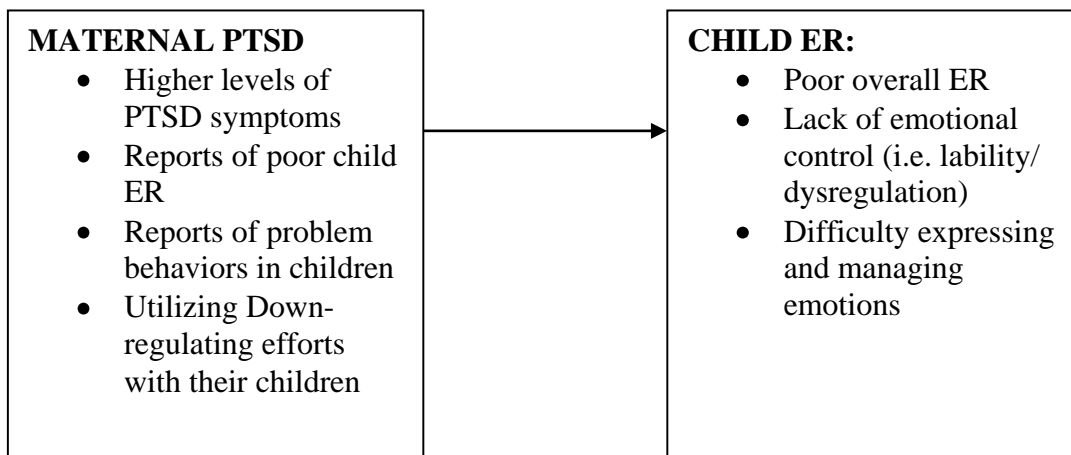 MATERNAL PTSD
• Higher levels of
PTSD symptoms
• Reports of poor child
ER
• Reports of problem
behaviors in children
• Utilizing Down-
regulating efforts
with their children
CHILD ER:
• Poor overall ER
• Lack of emotional
control (i.e. lability/
dysregulation)
• Difficulty expressing
and managing
emotions